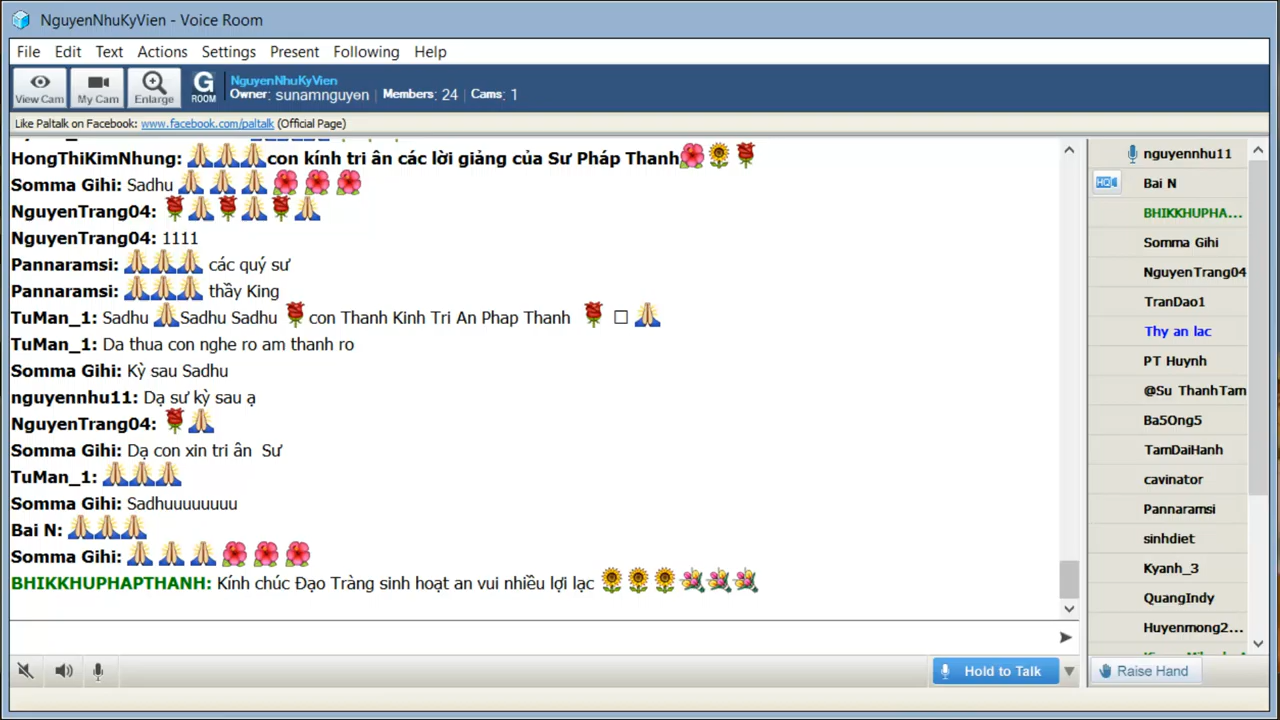 NguyenNhuKyVien - Voice Room
File Edit Text Actions Settings Present Following Help
View Cam My Cam Enlarge G ROOM
NguyenNhuKyVien
Owner: sunamnguyen | Members: 24 | Cams: 1
Like Paltalk on Facebook: www.facebook.com/paltalk (Official Page)
HongThiKimNhung: 🙏🙏🙏con kính tri ân các lời giảng của Sư Pháp Thanh🌺🌻🌹
Somma Gihi: Sadhu 🙏 🙏 🙏 🌺 🌺 🌺
NguyenTrang04: 🌹🙏🌹🙏🌹🙏
NguyenTrang04: 1111
Pannaramsi: 🙏🙏🙏 các quý sư
Pannaramsi: 🙏🙏🙏 thầy King
TuMan_1: Sadhu 🙏Sadhu Sadhu 🌹con Thanh Kinh Tri An Phap Thanh 🌹 □ 🙏
TuMan_1: Da thua con nghe ro am thanh ro
Somma Gihi: Kỳ sau Sadhu
nguyennhu11: Dạ sư kỳ sau ạ
NguyenTrang04: 🌹🙏
Somma Gihi: Dạ con xin tri ân Sư
TuMan_1: 🙏🙏🙏
Somma Gihi: Sadhuuuuuuuu
Bai N: 🙏🙏🙏
Somma Gihi: 🙏 🙏 🙏 🌺 🌺 🌺
BHIKKHUPHAPTHANH: Kính chúc Đạo Tràng sinh hoạt an vui nhiều lợi lạc 🌻🌻🌻💐💐💐
Hold to Talk
nguyennhu11
HD Bai N
BHIKKHUPHA...
Somma Gihi
NguyenTrang04
TranDao1
Thy an lac
PT Huynh
@Su ThanhTam
Ba5Ong5
TamDaiHanh
cavinator
Pannaramsi
sinhdiet
Kyanh_3
QuangIndy
Huyenmong2...
Raise Hand